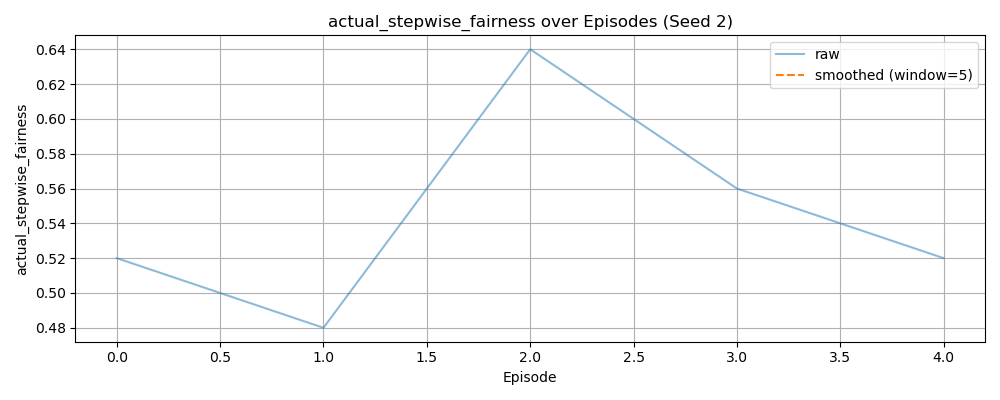 actual_stepwise_fairness over Episodes (Seed 2)
raw
smoothed (window=5)
actual_stepwise_fairness
0.64
0.62
0.60
0.58
0.56
0.54
0.52
0.50
0.48
0.0 0.5 1.0 1.5 2.0 2.5 3.0 3.5 4.0
Episode